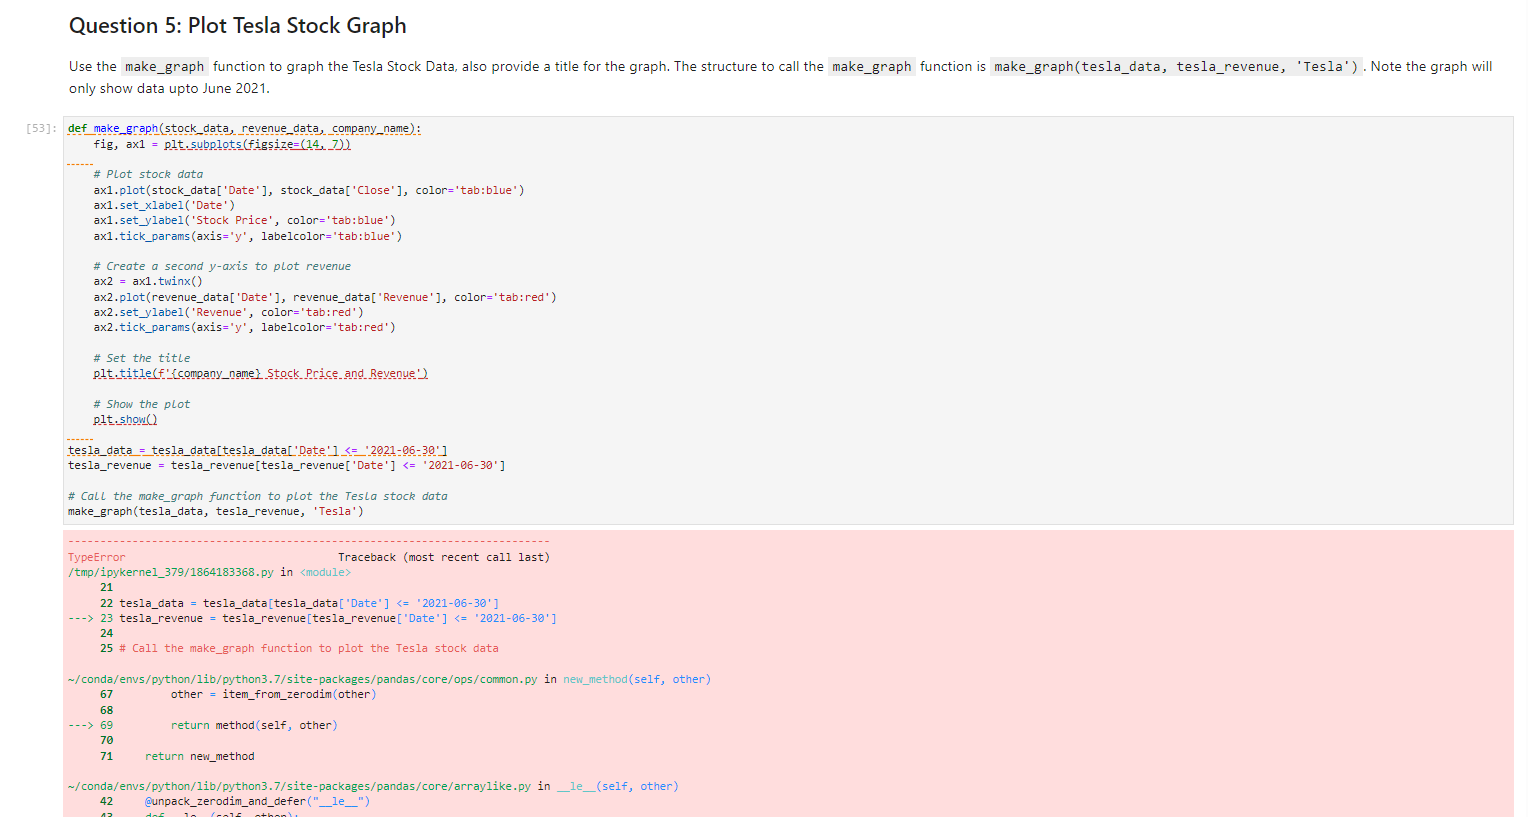 Question 5: Plot Tesla Stock Graph
Use the make_graph function to graph the Tesla Stock Data, also provide a title for the graph. The structure to call the make_graph function is make_graph(tesla_data, tesla_revenue, 'Tesla') . Note the graph will
only show data upto June 2021.
[53]: def make_graph(stock_data, revenue_data, company_name):
    fig, ax1 = plt.subplots(figsize=(14, 7))
    # Plot stock data
    ax1.plot(stock_data['Date'], stock_data['Close'], color='tab:blue')
    ax1.set_xlabel('Date')
    ax1.set_ylabel('Stock Price', color='tab:blue')
    ax1.tick_params(axis='y', labelcolor='tab:blue')
    # Create a second y-axis to plot revenue
    ax2 = ax1.twinx()
    ax2.plot(revenue_data['Date'], revenue_data['Revenue'], color='tab:red')
    ax2.set_ylabel('Revenue', color='tab:red')
    ax2.tick_params(axis='y', labelcolor='tab:red')
    # Set the title
    plt.title(f'{company_name} Stock Price and Revenue')
    # Show the plot
    plt.show()
tesla_data = tesla_data[tesla_data['Date'] <= '2021-06-30']
tesla_revenue = tesla_revenue[tesla_revenue['Date'] <= '2021-06-30']
# Call the make_graph function to plot the Tesla stock data
make_graph(tesla_data, tesla_revenue, 'Tesla')
---------------------------------------------------------------------------
TypeError                                 Traceback (most recent call last)
/tmp/ipykernel_379/1864183368.py in <module>
     21
     22 tesla_data = tesla_data[tesla_data['Date'] <= '2021-06-30']
---> 23 tesla_revenue = tesla_revenue[tesla_revenue['Date'] <= '2021-06-30']
     24
     25 # Call the make_graph function to plot the Tesla stock data
~/conda/envs/python/lib/python3.7/site-packages/pandas/core/ops/common.py in new_method(self, other)
     67         other = item_from_zerodim(other)
     68
---> 69         return method(self, other)
     70
     71     return new_method
~/conda/envs/python/lib/python3.7/site-packages/pandas/core/arraylike.py in __le__(self, other)
     42     @unpack_zerodim_and_defer("__le__")
     43     def __le__(self, other):